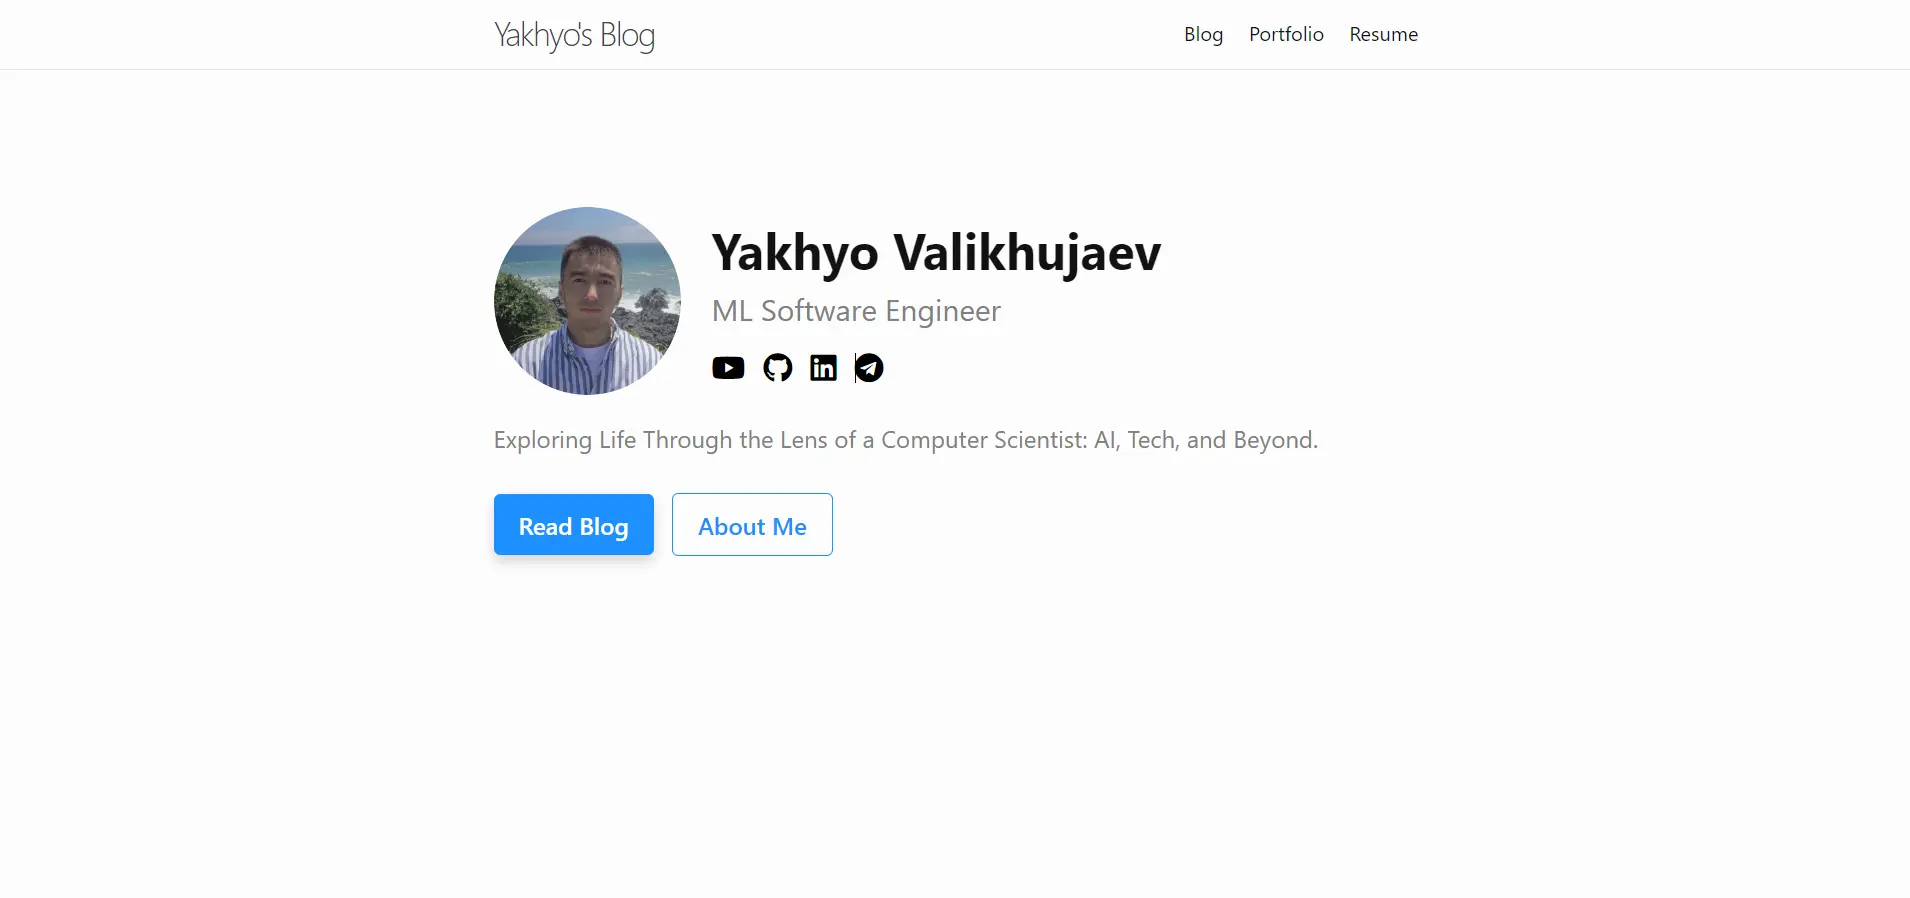 Yakhyo's Blog
Blog Portfolio Resume
Yakhyo Valikhujaev
ML Software Engineer
in
Exploring Life Through the Lens of a Computer Scientist: AI, Tech, and Beyond.
Read Blog About Me